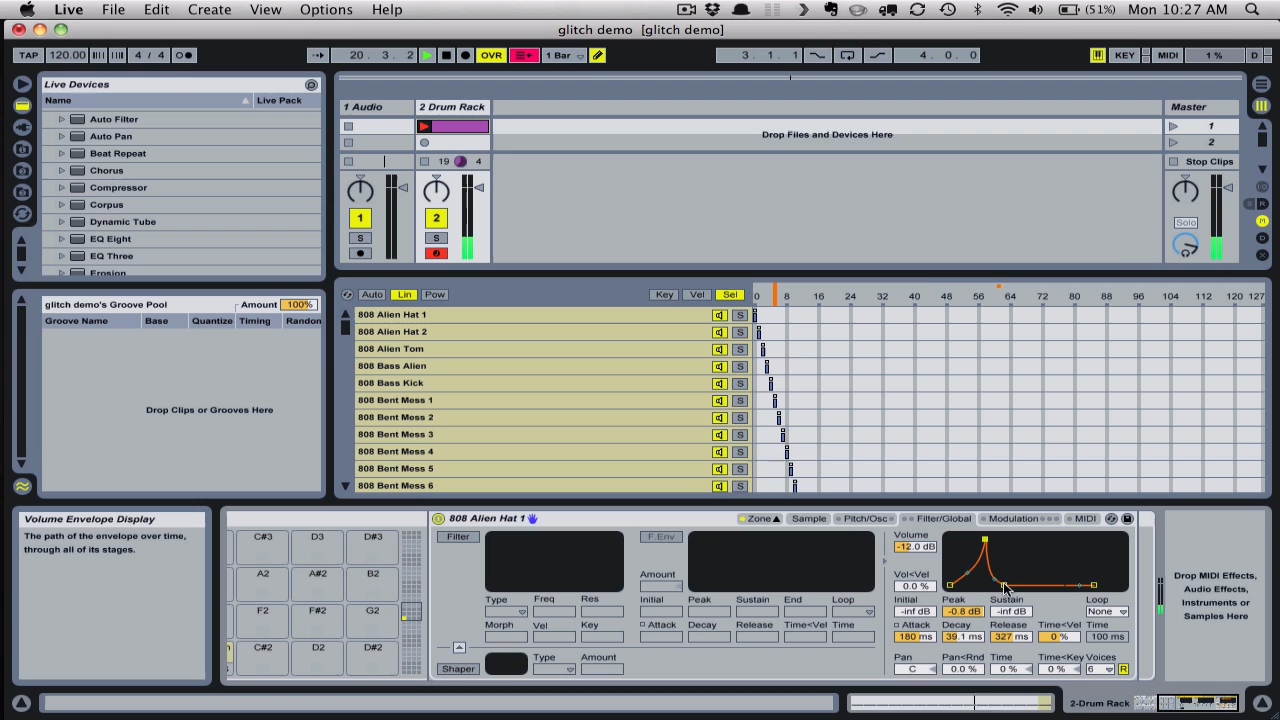 Live File Edit Create View Options Help (51%) Mon 10:27 AM
glitch demo [glitch demo]
TAP 120.00 4 / 4 20. 3. 2 OVR 1 Bar 3. 1. 1 4. 0. 0 KEY MIDI 1 % D
Live Devices
Name Live Pack
Auto Filter
Auto Pan
Beat Repeat
Chorus
Compressor
Corpus
Dynamic Tube
EQ Eight
EQ Three
Erosion
1 Audio 2 Drum Rack Master
Drop Files and Devices Here
1
2
19 4 Stop Clips
1 2 Solo
S S
glitch demo's Groove Pool Amount 100%
Groove Name Base Quantize Timing Random
Drop Clips or Grooves Here
Auto Lin Pow Key Vel Sel 0 8 16 24 32 40 48 56 64 72 80 88 96 104 112 120 127
808 Alien Hat 1 S
808 Alien Hat 2 S
808 Alien Tom S
808 Bass Alien S
808 Bass Kick S
808 Bent Mess 1 S
808 Bent Mess 2 S
808 Bent Mess 3 S
808 Bent Mess 4 S
808 Bent Mess 5 S
808 Bent Mess 6 S
Volume Envelope Display
The path of the envelope over time,
through all of its stages.
C#3 D3 D#3
A2 A#2 B2
F2 F#2 G2
C#2 D2 D#2
808 Alien Hat 1 Zone Sample Pitch/Osc Filter/Global Modulation MIDI
Filter F.Env Volume
-12.0 dB
Amount Vol<Vel
0.0 %
Type Freq Res Initial Peak Sustain End Loop Initial Peak Sustain Loop
-inf dB -0.8 dB -inf dB None
Morph Vel Key Attack Decay Release Time<Vel Attack Decay Release Time<Vel Time
180 ms 39.1 ms 327 ms 0 % 100 ms
Shaper Type Amount Pan Pan<Rnd Time Time<Key Voices
C 0.0 % 0 % 0 % 6 R
Drop MIDI Effects,
Audio Effects,
Instruments or
Samples Here
2-Drum Rack